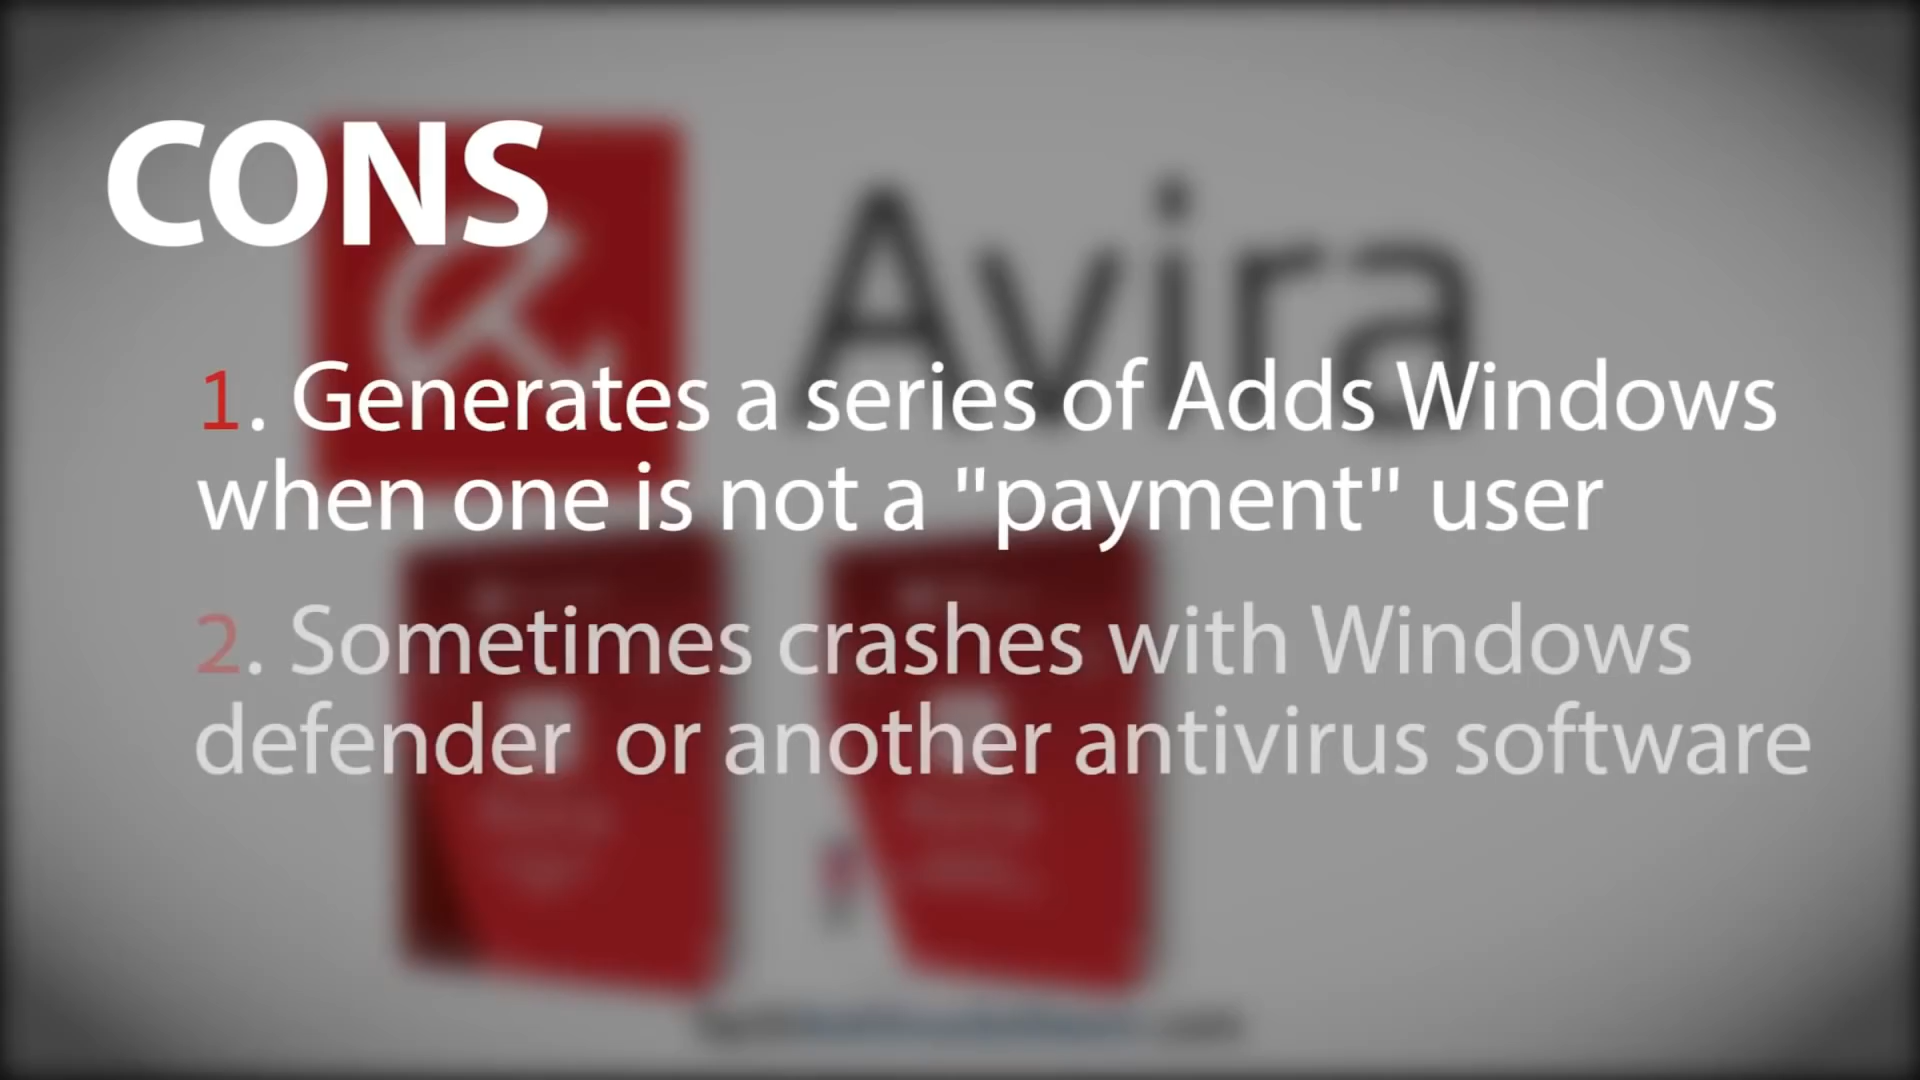 CONS
Avira
1. Generates a series of Adds Windows
when one is not a "payment" user
2. Sometimes crashes with Windows
defender or another antivirus software